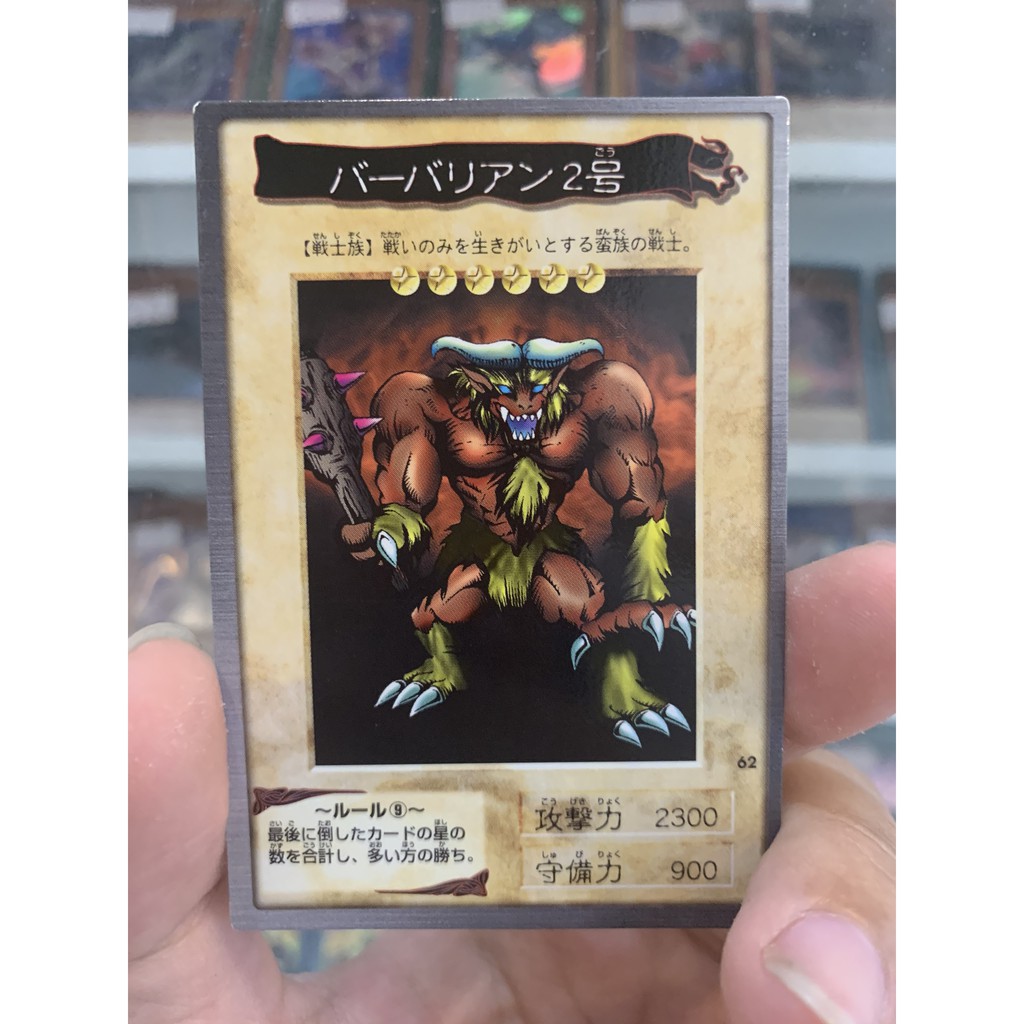 バーバリアン2号
【戦士族】戦いのみを生きがいとする蛮族の戦士。
62
～ルール⑨～
最後に倒したカードの星の
数を合計し、多い方の勝ち。
攻撃力 2300
守備力 900